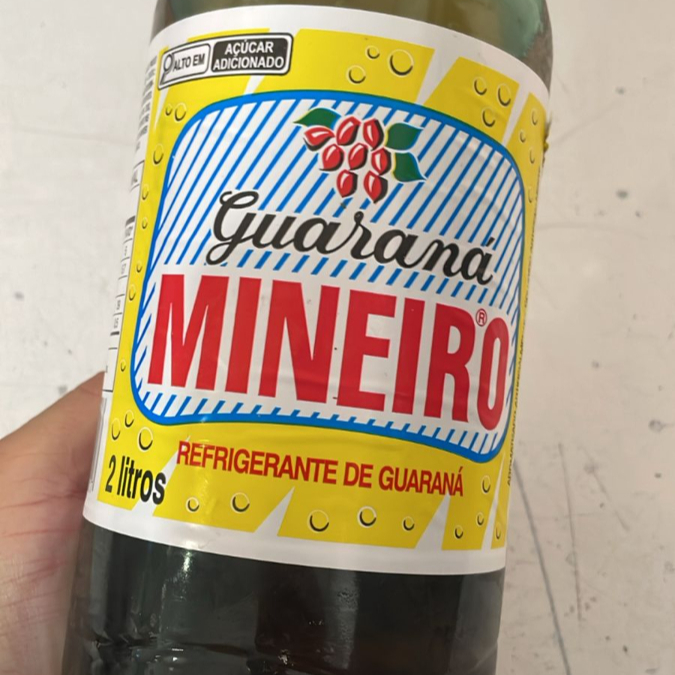 ALTO EM
AÇÚCAR
ADICIONADO
Guaraná
MINEIRO®
REFRIGERANTE DE GUARANÁ
2 litros